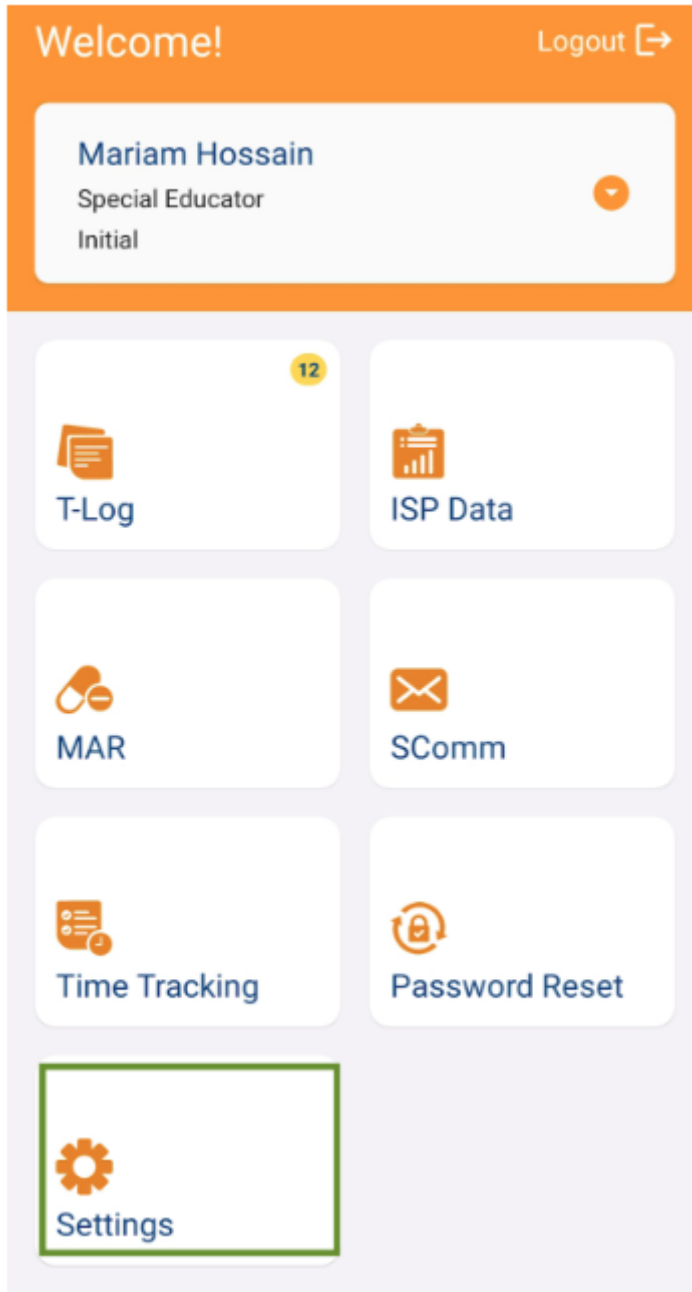 Welcome!
Logout
Mariam Hossain
Special Educator
Initial
12
T-Log
ISP Data
MAR
SComm
Time Tracking
Password Reset
Settings